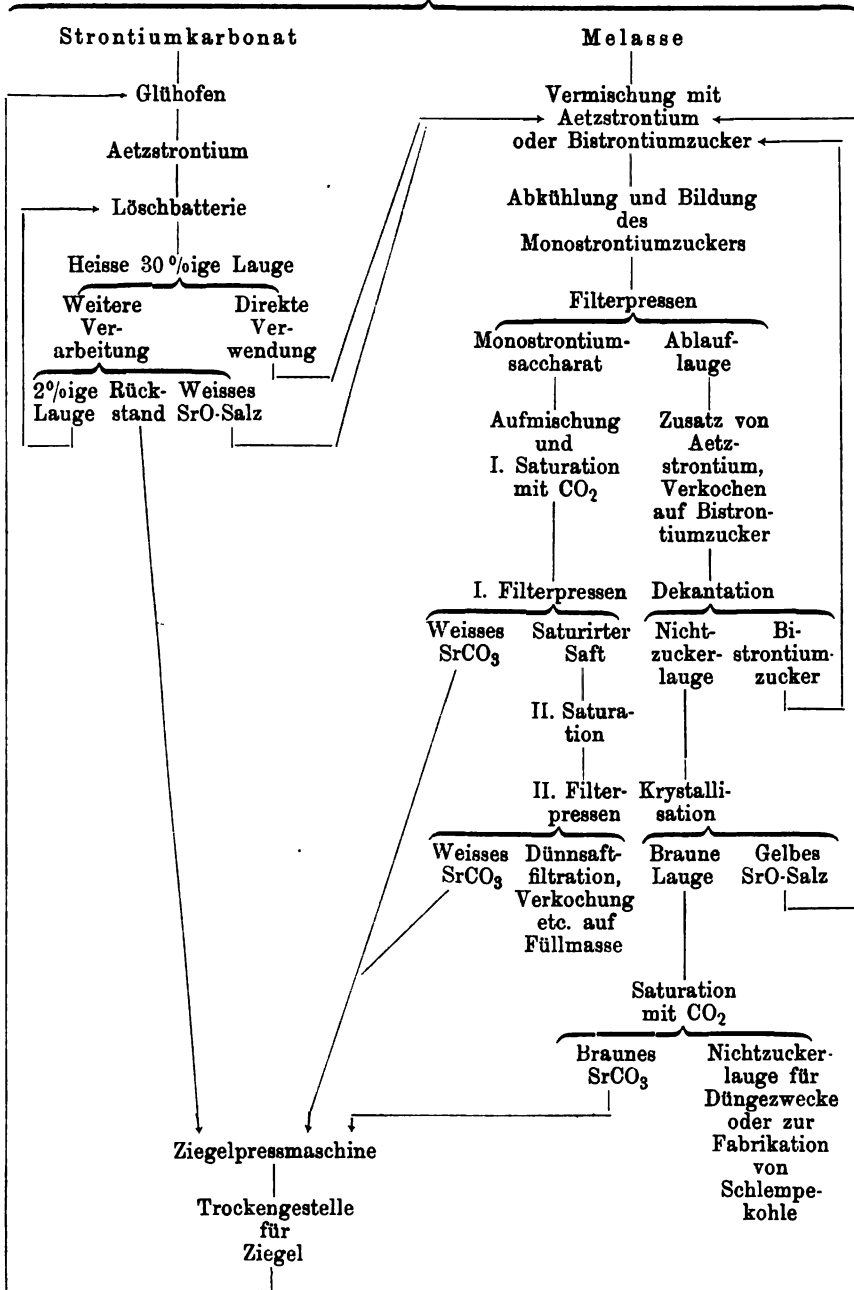 Strontiumkarbonat
Glühofen
Aetzstrontium
Löschbatterie
Heisse 30%ige Lauge
Weitere
Ver-
arbeitung
Direkte
Ver-
wendung
2%ige
Lauge
Rück-
stand
Weisses
SrO-Salz
Melasse
Vermischung mit
Aetzstrontium
oder Bistrontiumzucker
Abkühlung und Bildung
des
Monostrontiumzuckers
Filterpressen
Monostrontium-
saccharat
Aufmischung
und
I. Saturation
mit CO₂
I. Filterpressen
Weisses
SrCO₃
Saturirter
Saft
II. Satura-
tion
II. Filter-
pressen
Weisses
SrCO₃
Dünnsaft-
filtration,
Verkochung
etc. auf
Füllmasse
Ablauf-
lauge
Zusatz von
Aetz-
strontium,
Verkochen
auf Bistron-
tiumzucker
Dekantation
Nicht-
zucker-
lauge
Bi-
strontium-
zucker
Krystalli-
sation
Braune
Lauge
Gelbes
SrO-Salz
Saturation
mit CO₂
Braunes
SrCO₃
Nichtzucker-
lauge für
Düngezwecke
oder zur
Fabrikation
von
Schlempe-
kohle
Ziegelpressmaschine
Trockengestelle
für
Ziegel